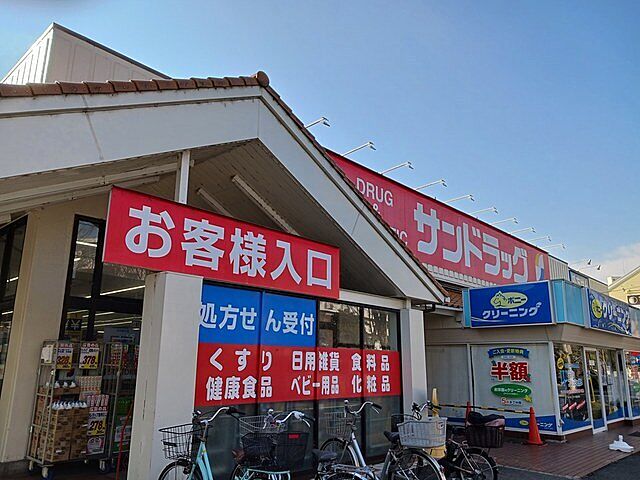 DRUG
&
サンドラッグ
お客様入口
処方せん受付
くすり 日用雑貨 食料品
健康食品 ベビー用品 化粧品
ポニー
クリーニング
半額